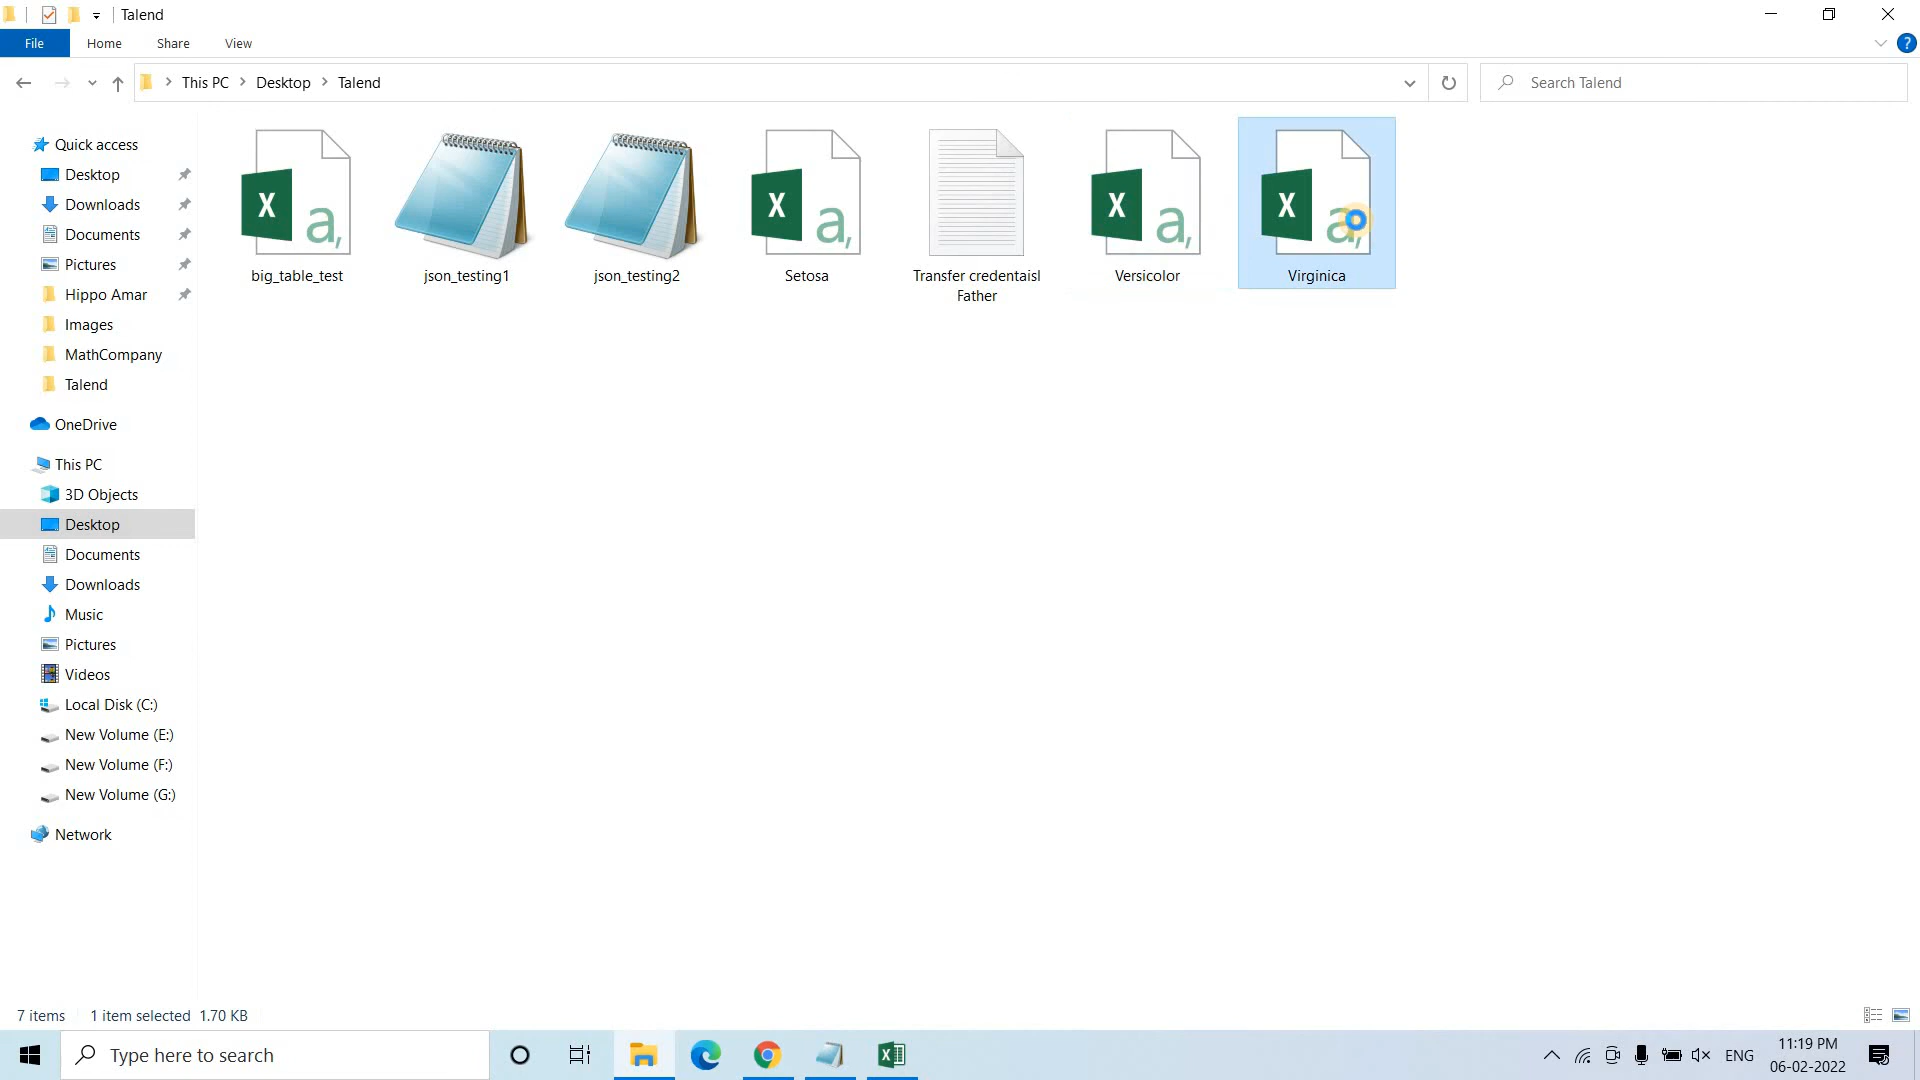 Talend
File
Home
Share
View
This PC
Desktop
Talend
Search Talend
Quick access
Desktop
Downloads
Documents
Pictures
Hippo Amar
Images
MathCompany
Talend
OneDrive
This PC
3D Objects
Desktop
Documents
Downloads
Music
Pictures
Videos
Local Disk (C:)
New Volume (E:)
New Volume (F:)
New Volume (G:)
Network
big_table_test
json_testing1
json_testing2
Setosa
Transfer credentaisl
Father
Versicolor
Virginica
7 items
1 item selected 1.70 KB
Type here to search
ENG
11:19 PM
06-02-2022